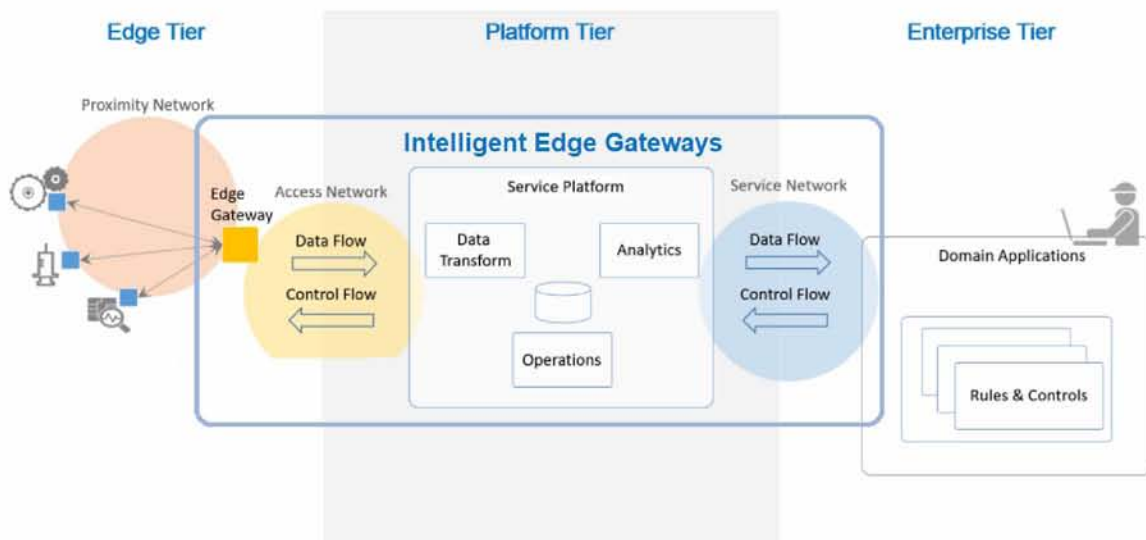 Edge Tier
Platform Tier
Enterprise Tier
Proximity Network
Intelligent Edge Gateways
Edge
Gateway
Access Network
Service Platform
Service Network
Data Flow
Control Flow
Data
Transform
Analytics
Operations
Data Flow
Control Flow
Domain Applications
Rules & Controls